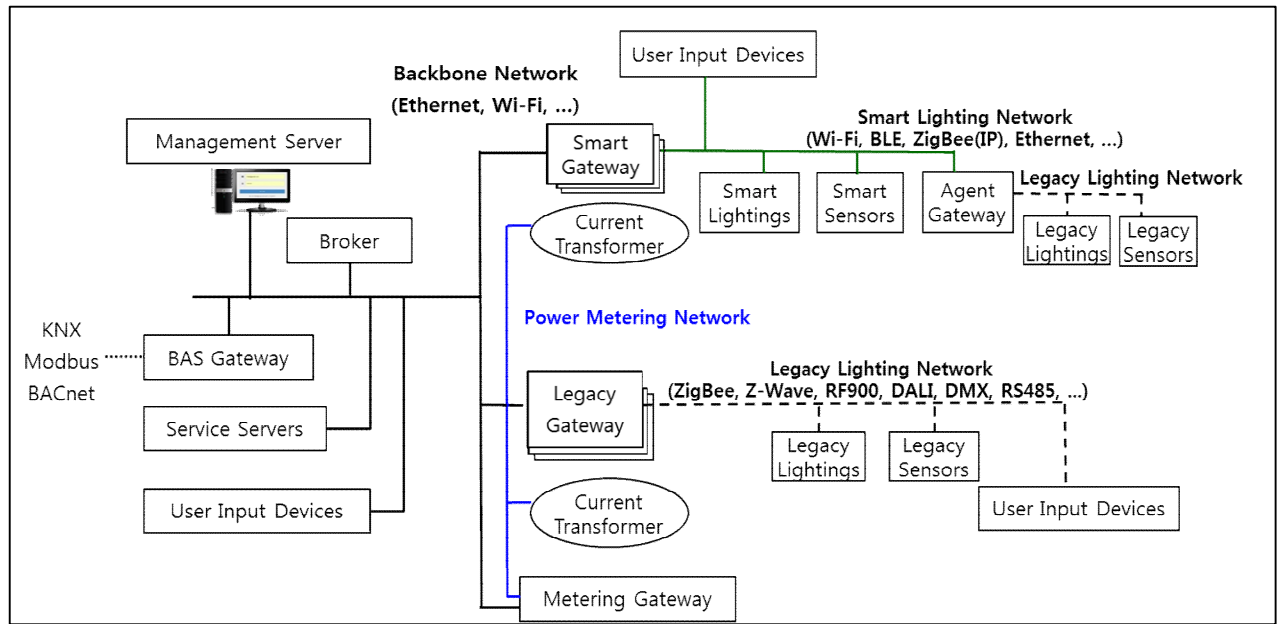 User Input Devices
Backbone Network
(Ethernet, Wi-Fi, ...)
Smart Lighting Network
(Wi-Fi, BLE, ZigBee(IP), Ethernet, ...)
Management Server
Smart
Gateway
Legacy Lighting Network
Smart
Lightings
Smart
Sensors
Agent
Gateway
Current
Transformer
Legacy
Lightings
Legacy
Sensors
Broker
Power Metering Network
KNX
Modbus
BACnet
BAS Gateway
Legacy Lighting Network
(ZigBee, Z-Wave, RF900, DALI, DMX, RS485, ...)
Legacy
Gateway
Service Servers
Legacy
Lightings
Legacy
Sensors
User Input Devices
Current
Transformer
User Input Devices
Metering Gateway